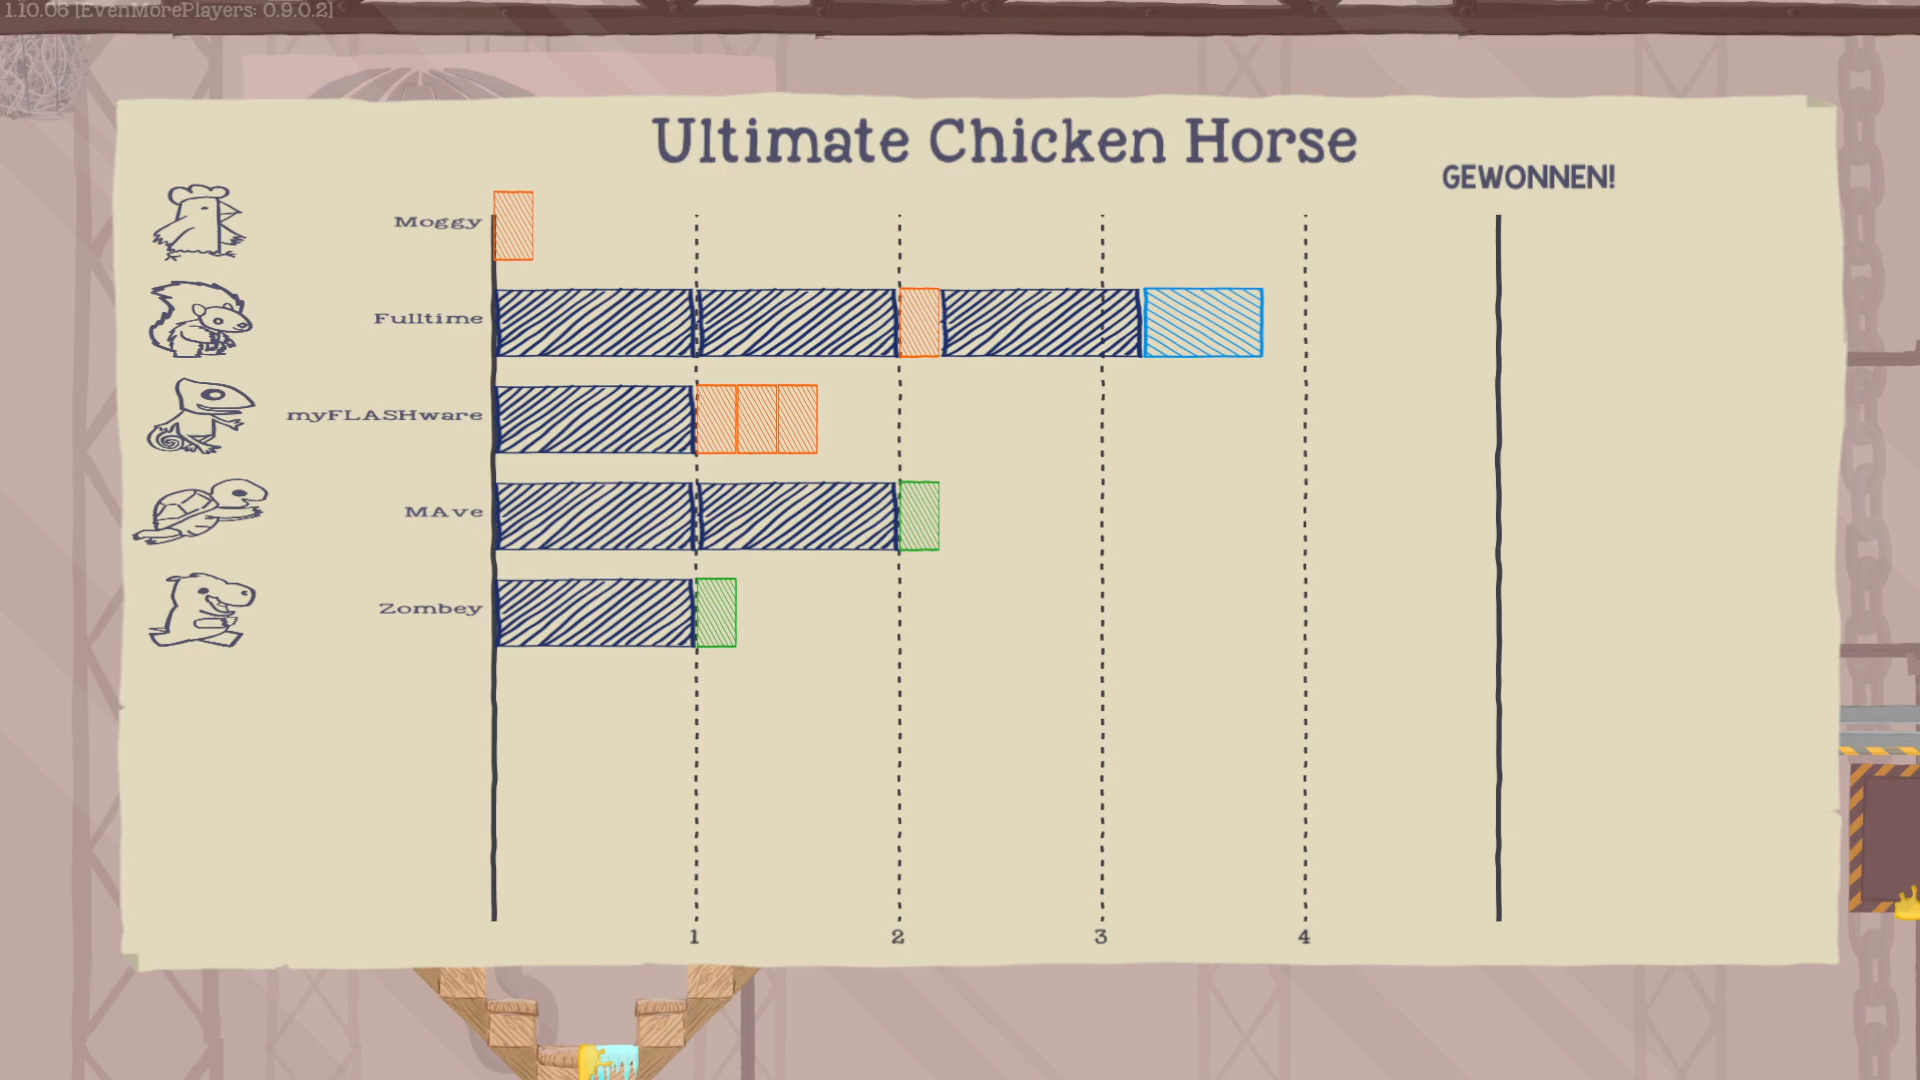 1.10.06 [EvenMorePlayers: 0.9.0.2]
Ultimate Chicken Horse
GEWONNEN!
Moggy
Fulltime
myFLASHware
MAve
Zombey
1 2 3 4